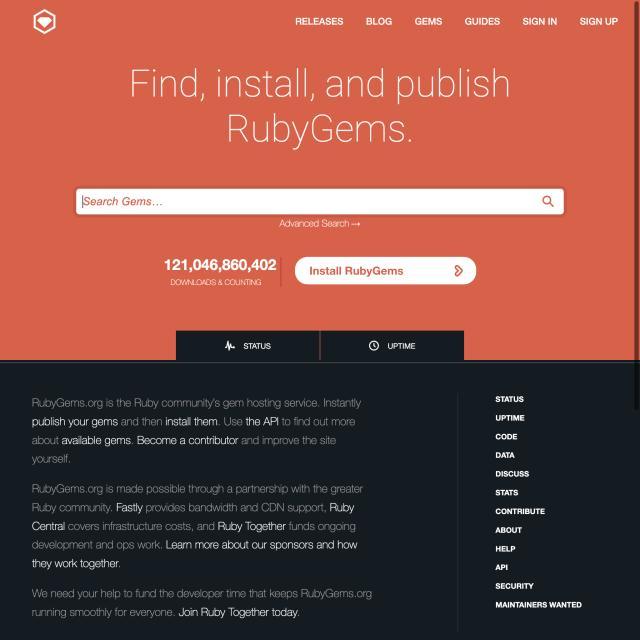 RELEASES BLOG GEMS GUIDES SIGN IN SIGN UP
Find, install, and publish
RubyGems.
Search Gems…
Advanced Search →
121,046,860,402
DOWNLOADS & COUNTING
Install RubyGems
STATUS UPTIME
RubyGems.org is the Ruby community's gem hosting service. Instantly
publish your gems and then install them. Use the API to find out more
about available gems. Become a contributor and improve the site
yourself.
RubyGems.org is made possible through a partnership with the greater
Ruby community. Fastly provides bandwidth and CDN support, Ruby
Central covers infrastructure costs, and Ruby Together funds ongoing
development and ops work. Learn more about our sponsors and how
they work together.
We need your help to fund the developer time that keeps RubyGems.org
running smoothly for everyone. Join Ruby Together today.
STATUS
UPTIME
CODE
DATA
DISCUSS
STATS
CONTRIBUTE
ABOUT
HELP
API
SECURITY
MAINTAINERS WANTED